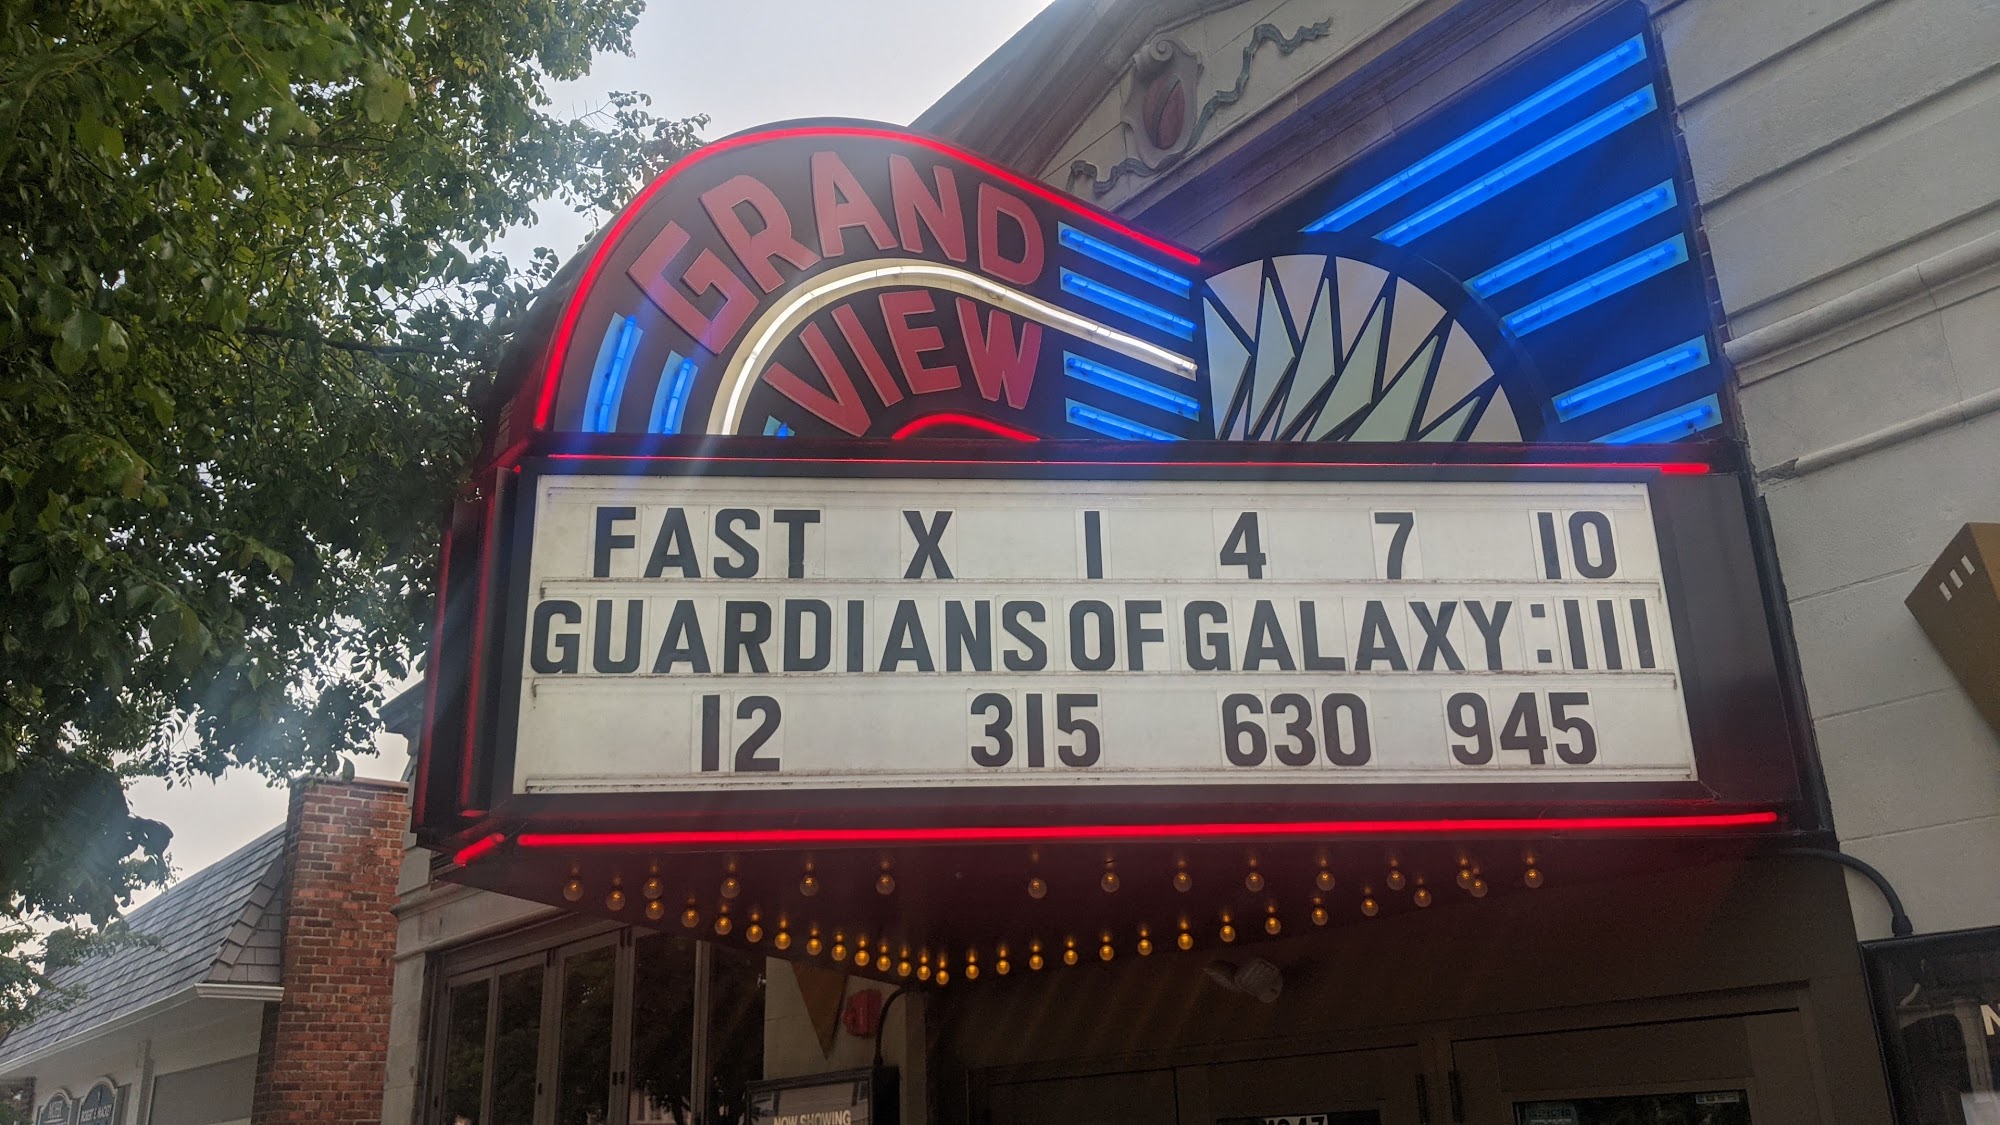 GRAND
VIEW
FAST X 1 4 7 10
GUARDIANS OF GALAXY:III
12 315 630 945
NOW SHOWING